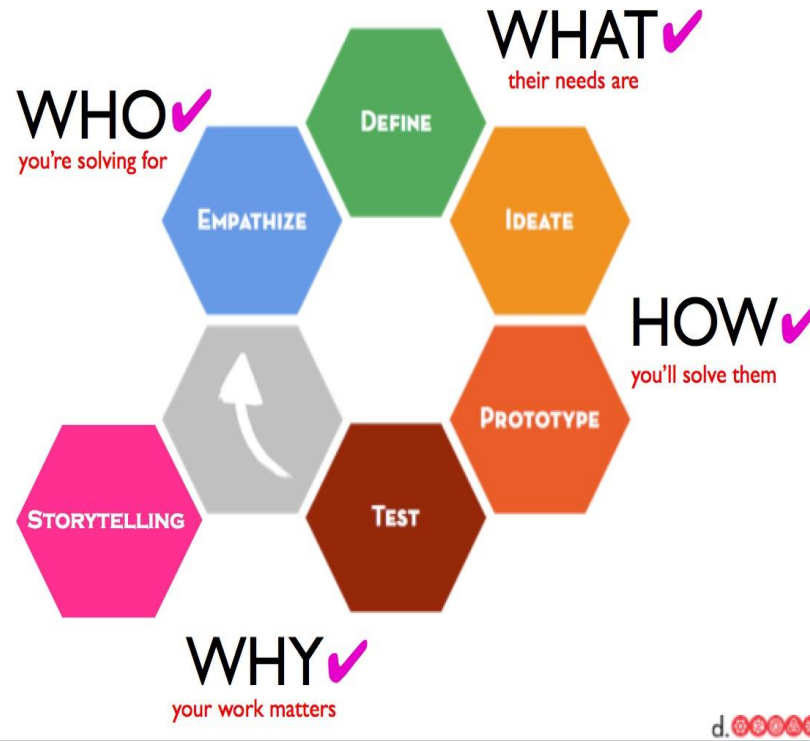 WHAT✔
their needs are
WHO✔
you're solving for
DEFINE
EMPATHIZE
IDEATE
HOW✔
you'll solve them
PROTOTYPE
STORYTELLING
TEST
WHY✔
your work matters
d.